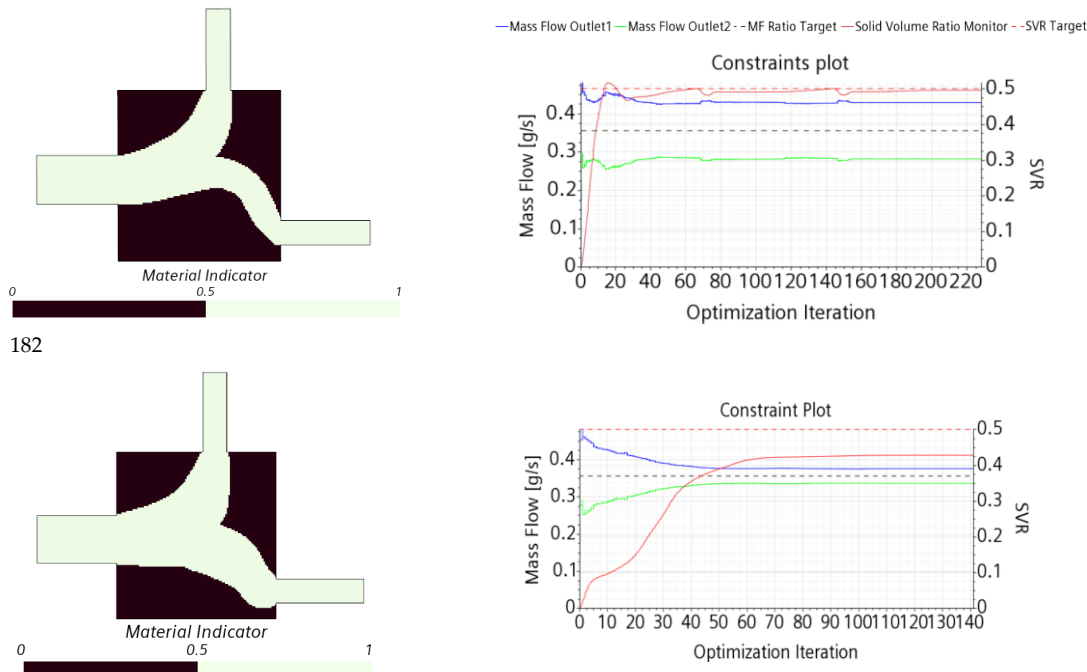 Mass Flow Outlet1 Mass Flow Outlet2 MF Ratio Target Solid Volume Ratio Monitor SVR Target
Constraints plot
Mass Flow [g/s]
0.4
0.3
0.2
0.1
0
0.5
0.4
0.3
0.2
0.1
0
SVR
0 20 40 60 80 100 120 140 160 180 200 220
Optimization Iteration
Material Indicator
0 0.5 1
182
Constraint Plot
Mass Flow [g/s]
0.4
0.3
0.2
0.1
0
0.5
0.4
0.3
0.2
0.1
0
SVR
0 10 20 30 40 50 60 70 80 90 100 110 120 130 140
Optimization Iteration
Material Indicator
0 0.5 1